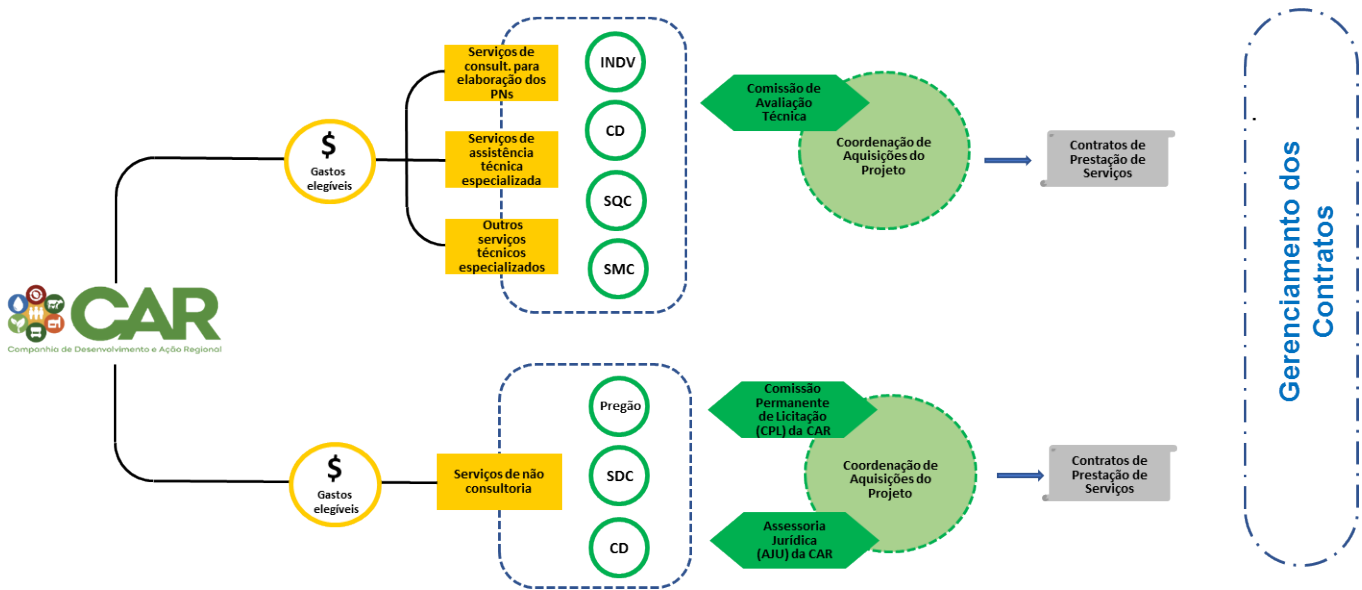 Serviços de
consult. para
elaboração dos
PNs
Serviços de
assistência
técnica
especializada
Outros
serviços
técnicos
especializados
$
Gastos
elegíveis
INDV
CD
SQC
SMC
Comissão de
Avaliação
Técnica
Coordenação de
Aquisições do
Projeto
Contratos de
Prestação de
Serviços
CAR
Companhia de Desenvolvimento e Ação Regional
$
Gastos
elegíveis
Serviços de não
consultoria
Pregão
SDC
CD
Comissão
Permanente
de Licitação
(CPL) da CAR
Coordenação de
Aquisições do
Projeto
Assessoria
Jurídica
(AJU) da CAR
Contratos de
Prestação de
Serviços
Gerenciamento dos
Contratos